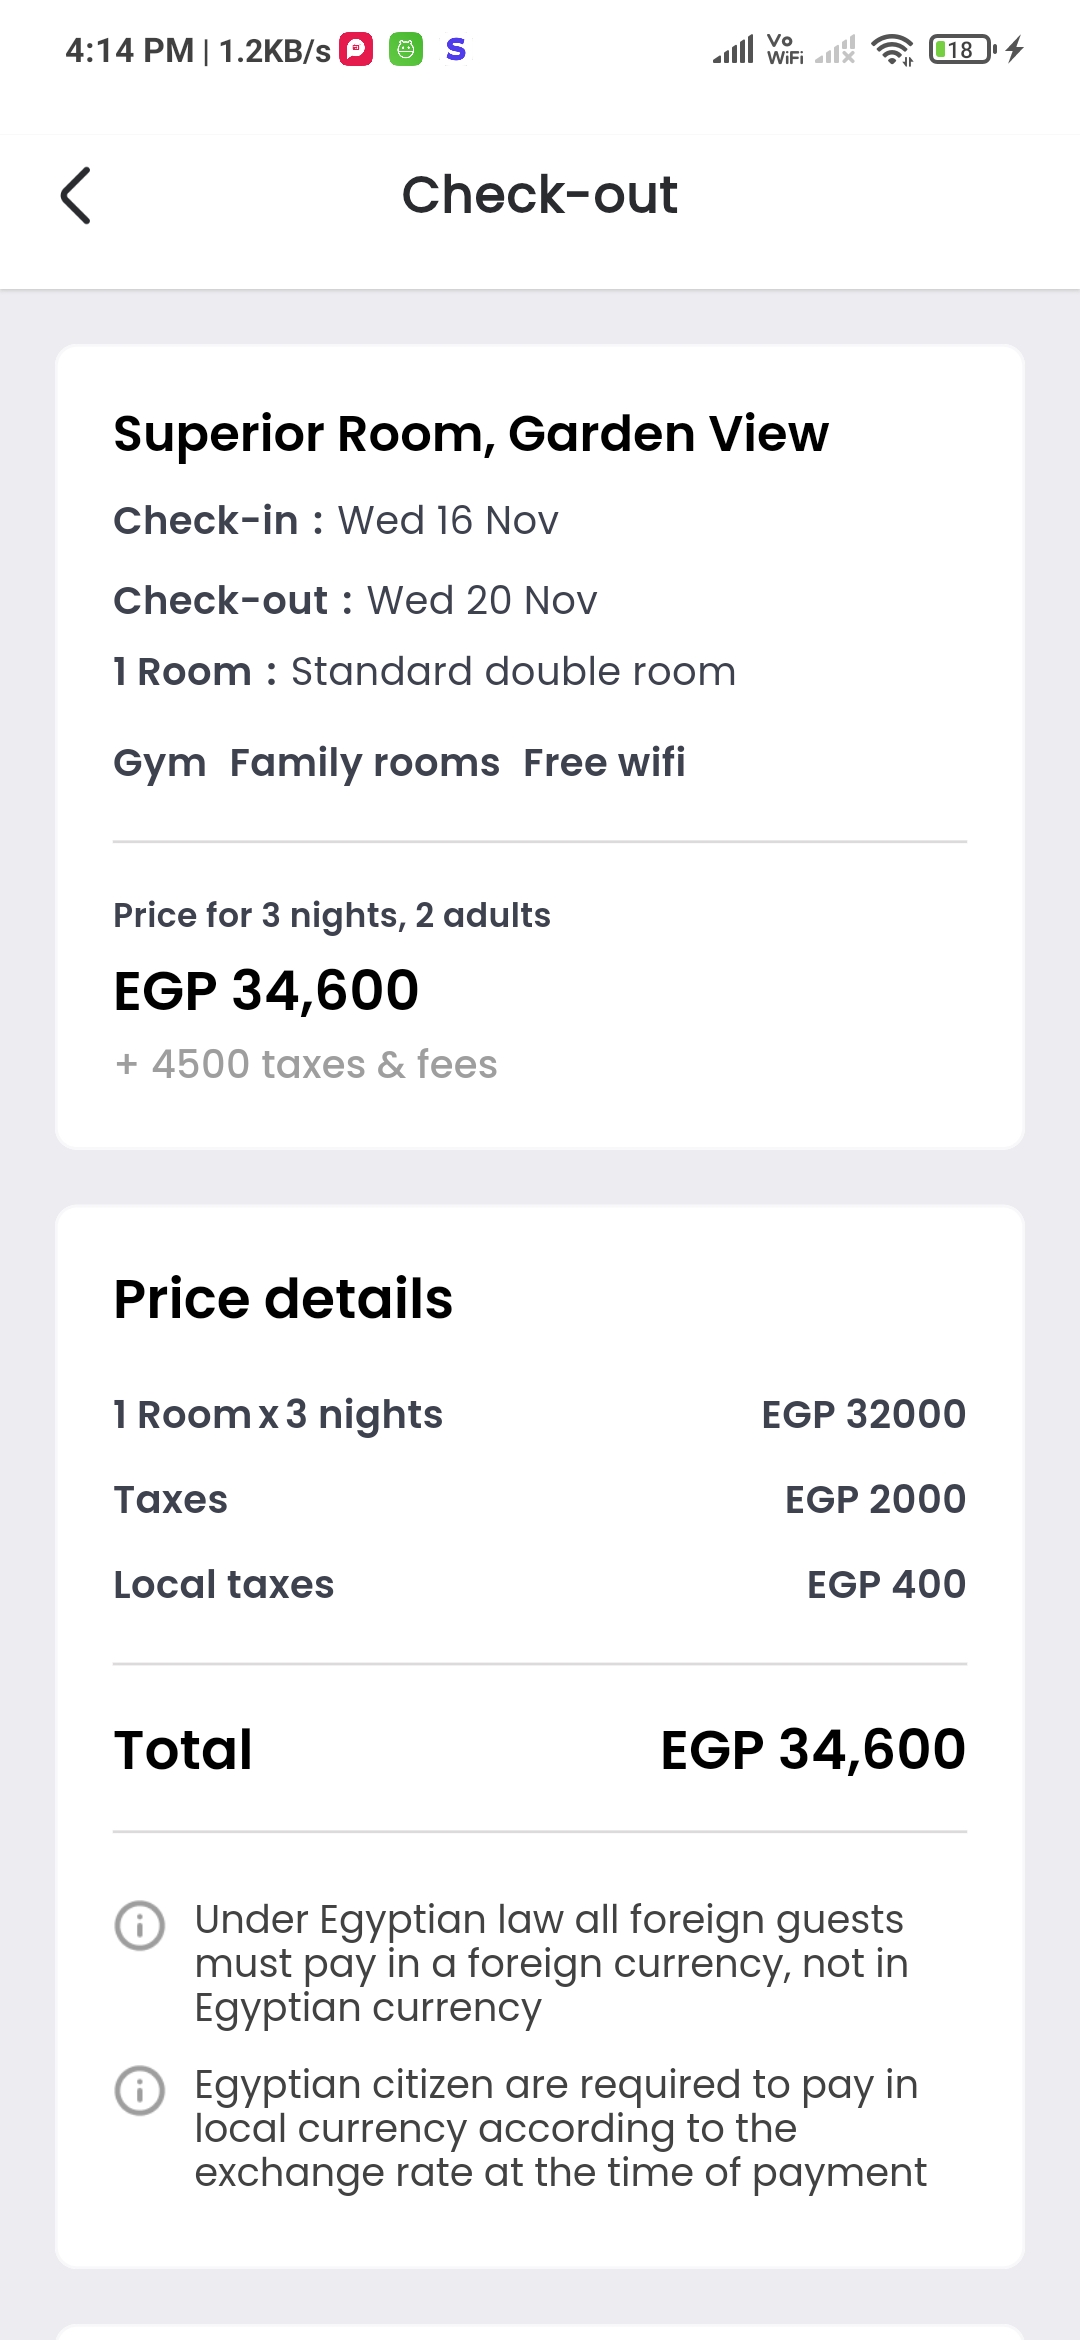 4:14 PM | 1.2KB/s S Vo WiFi 18
Check-out
Superior Room, Garden View
Check-in : Wed 16 Nov
Check-out : Wed 20 Nov
1 Room : Standard double room
Gym Family rooms Free wifi
Price for 3 nights, 2 adults
EGP 34,600
+ 4500 taxes & fees
Price details
1 Room x 3 nights EGP 32000
Taxes EGP 2000
Local taxes EGP 400
Total EGP 34,600
Under Egyptian law all foreign guests
must pay in a foreign currency, not in
Egyptian currency
Egyptian citizen are required to pay in
local currency according to the
exchange rate at the time of payment